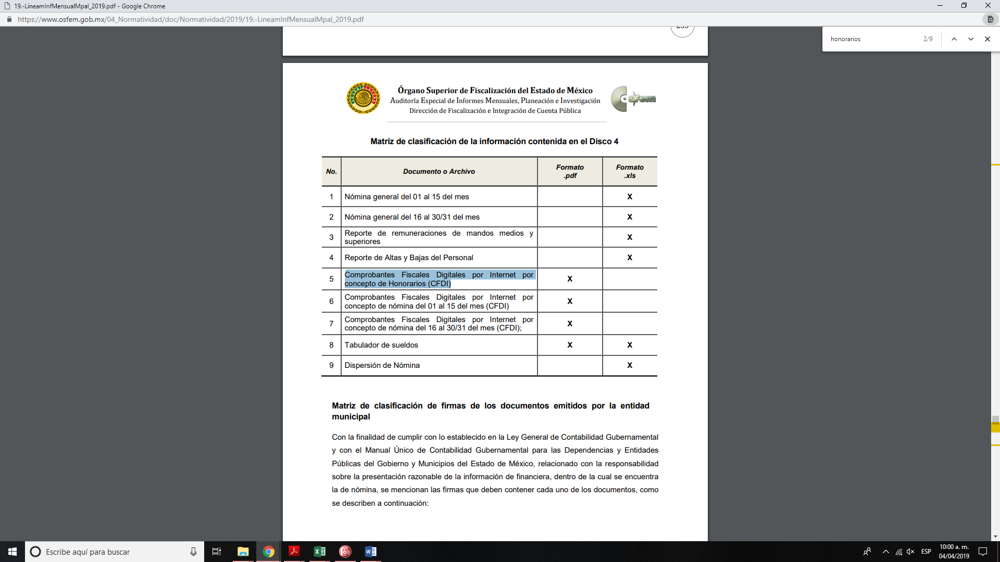 19.-LineamInfMensualMpal_2019.pdf - Google Chrome
https://www.osfem.gob.mx/04_Normatividad/doc/Normatividad/2019/19.-LineamInfMensualMpal_2019.pdf
honorarios 2/9
Órgano Superior de Fiscalización del Estado de México
Auditoría Especial de Informes Mensuales, Planeación e Investigación
Dirección de Fiscalización e Integración de Cuenta Pública
osfem
Matriz de clasificación de la información contenida en el Disco 4
No. Documento o Archivo Formato .pdf Formato .xls
1 Nómina general del 01 al 15 del mes X
2 Nómina general del 16 al 30/31 del mes X
3 Reporte de remuneraciones de mandos medios y
superiores X
4 Reporte de Altas y Bajas del Personal X
5 Comprobantes Fiscales Digitales por Internet por
concepto de Honorarios (CFDI) X
6 Comprobantes Fiscales Digitales por Internet por
concepto de nómina del 01 al 15 del mes (CFDI) X
7 Comprobantes Fiscales Digitales por Internet por
concepto de nómina del 16 al 30/31 del mes (CFDI); X
8 Tabulador de sueldos X X
9 Dispersión de Nómina X
Matriz de clasificación de firmas de los documentos emitidos por la entidad
municipal
Con la finalidad de cumplir con lo establecido en la Ley General de Contabilidad Gubernamental
y con el Manual Único de Contabilidad Gubernamental para las Dependencias y Entidades
Públicas del Gobierno y Municipios del Estado de México, relacionado con la responsabilidad
sobre la presentación razonable de la información de financiera, dentro de la cual se encuentra
la de nómina, se mencionan las firmas que deben contener cada uno de los documentos, como
se describen a continuación:
Escribe aquí para buscar
ESP
10:00 a. m.
04/04/2019